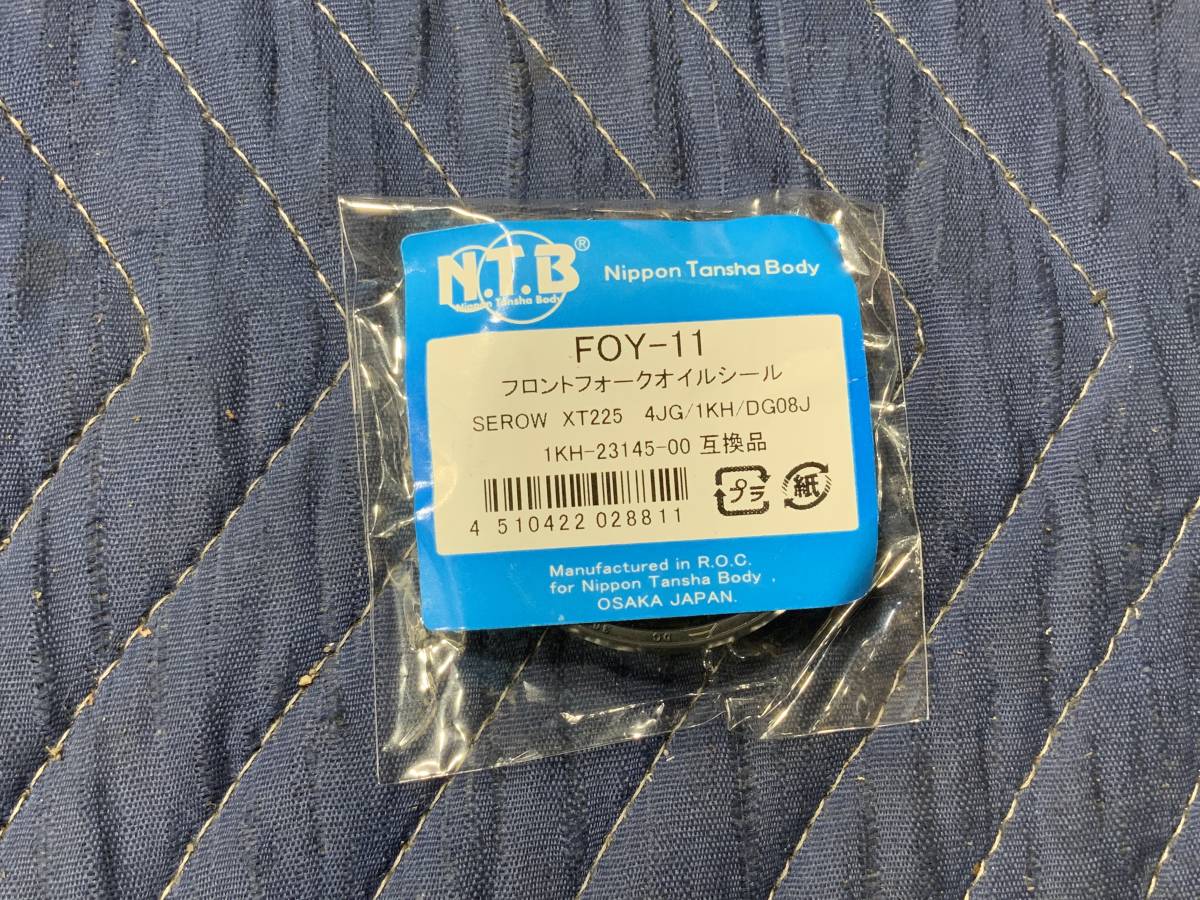 N.T.B®
Nippon Tansha Body
Nippon Tansha Body
FOY-11
フロントフォークオイルシール
SEROW XT225 4JG/1KH/DG08J
1KH-23145-00 互換品
4 510422 028811
プラ
紙
Manufactured in R.O.C.
for Nippon Tansha Body
OSAKA JAPAN.